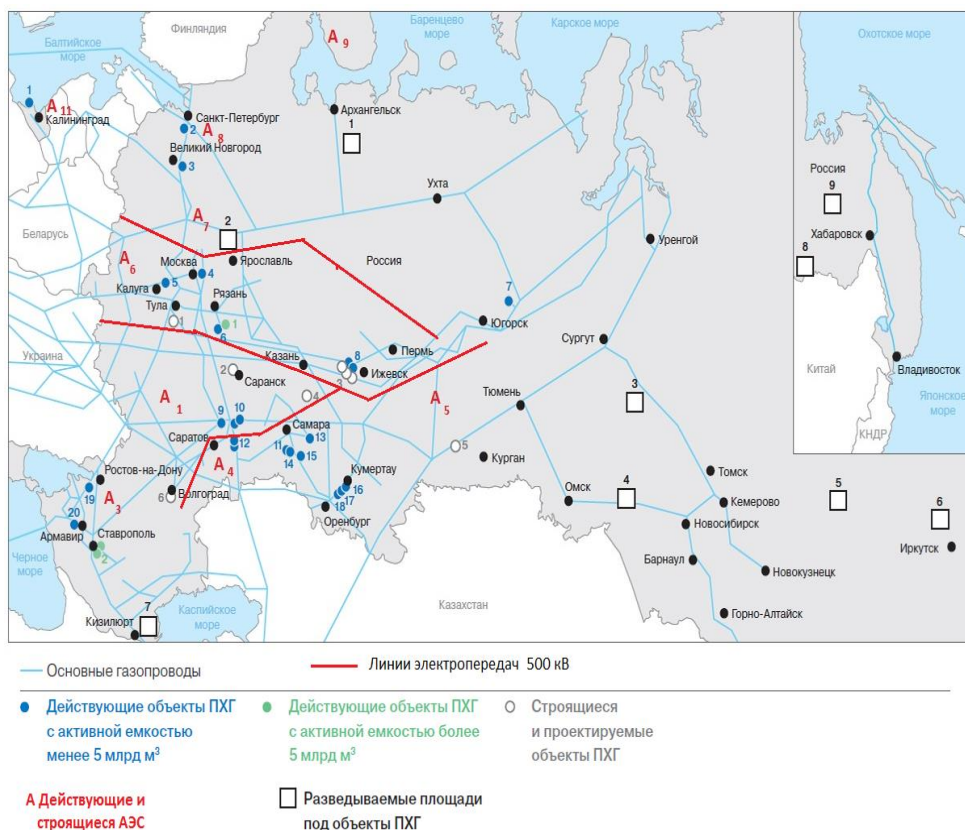 Финляндия
Баренцево
море
Карское море
Охотское море
Балтийское
море
А 9
1
А 11
Калининград
Санкт-Петербург
2
А 8
Архангельск
1
Великий Новгород
3
Россия
9
Ухта
Беларусь
А 7
2
Хабаровск
8
Уренгой
А 6
Москва
4
Ярославль
Россия
Калуга
5
Рязань
7
Тула
1
1
6
Югорск
Китай
Украина
Казань
8
Пермь
Сургут
Владивосток
2
Саранск
3
Ижевск
Японское
море
КНДР
4
А 1
А 5
Тюмень
3
9
10
Самара
Саратов
12
11
13
14
15
5
Курган
А 4
Ростов-на-Дону
Кумертау
Томск
19
А 3
6
Волгоград
16
17
18
Омск
4
Кемерово
5
6
20
Армавир
Ставрополь
2
Оренбург
Новосибирск
Иркутск
Черное
море
Барнаул
Новокузнецк
Казахстан
Каспийское
море
7
Кизилюрт
Горно-Алтайск
Основные газопроводы
Линии электропередач 500 кВ
Действующие объекты ПХГ
с активной емкостью
менее 5 млрд м³
Действующие объекты ПХГ
с активной емкостью более
5 млрд м³
Строящиеся
и проектируемые
объекты ПХГ
А Действующие и
строящиеся АЭС
Разведываемые площади
под объекты ПХГ